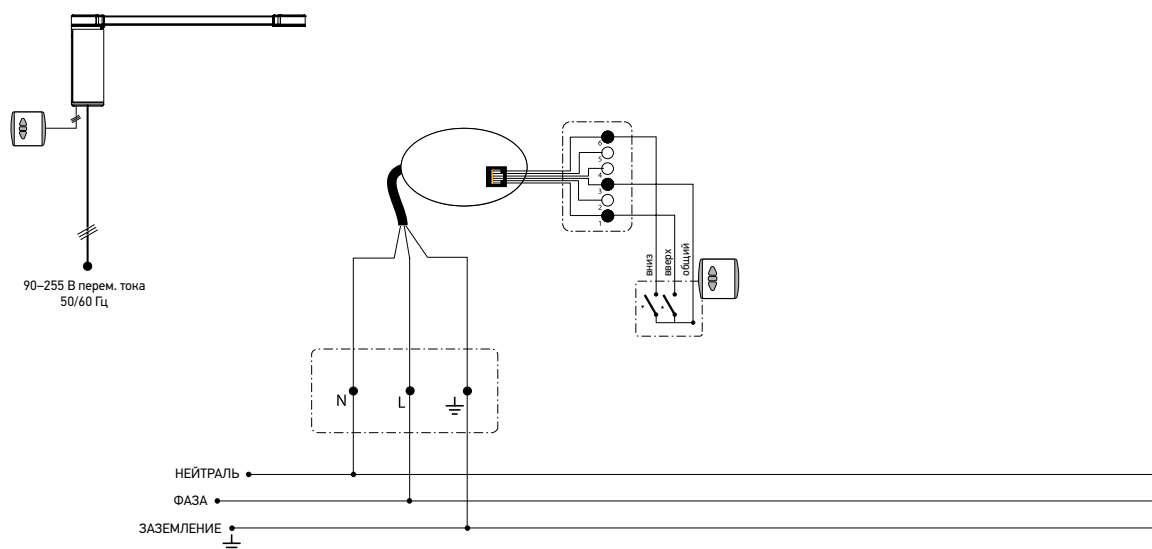 90–255 В перем. тока
50/60 Гц
6
5
4
3
2
1
вниз
вверх
общий
N
L
НЕЙТРАЛЬ
ФАЗА
ЗАЗЕМЛЕНИЕ